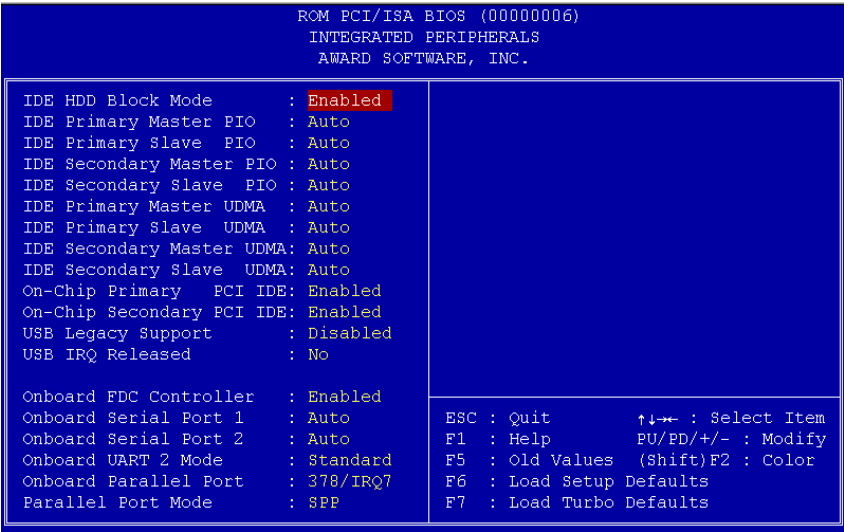 ROM PCI/ISA BIOS (00000006)
INTEGRATED PERIPHERALS
AWARD SOFTWARE, INC.
IDE HDD Block Mode : Enabled
IDE Primary Master PIO : Auto
IDE Primary Slave PIO : Auto
IDE Secondary Master PIO : Auto
IDE Secondary Slave PIO : Auto
IDE Primary Master UDMA : Auto
IDE Primary Slave UDMA : Auto
IDE Secondary Master UDMA: Auto
IDE Secondary Slave UDMA: Auto
On-Chip Primary PCI IDE: Enabled
On-Chip Secondary PCI IDE: Enabled
USB Legacy Support : Disabled
USB IRQ Released : No
Onboard FDC Controller : Enabled
Onboard Serial Port 1 : Auto
Onboard Serial Port 2 : Auto
Onboard UART 2 Mode : Standard
Onboard Parallel Port : 378/IRQ7
Parallel Port Mode : SPP
ESC : Quit ↑↓→← : Select Item
F1 : Help PU/PD/+/- : Modify
F5 : Old Values (Shift)F2 : Color
F6 : Load Setup Defaults
F7 : Load Turbo Defaults